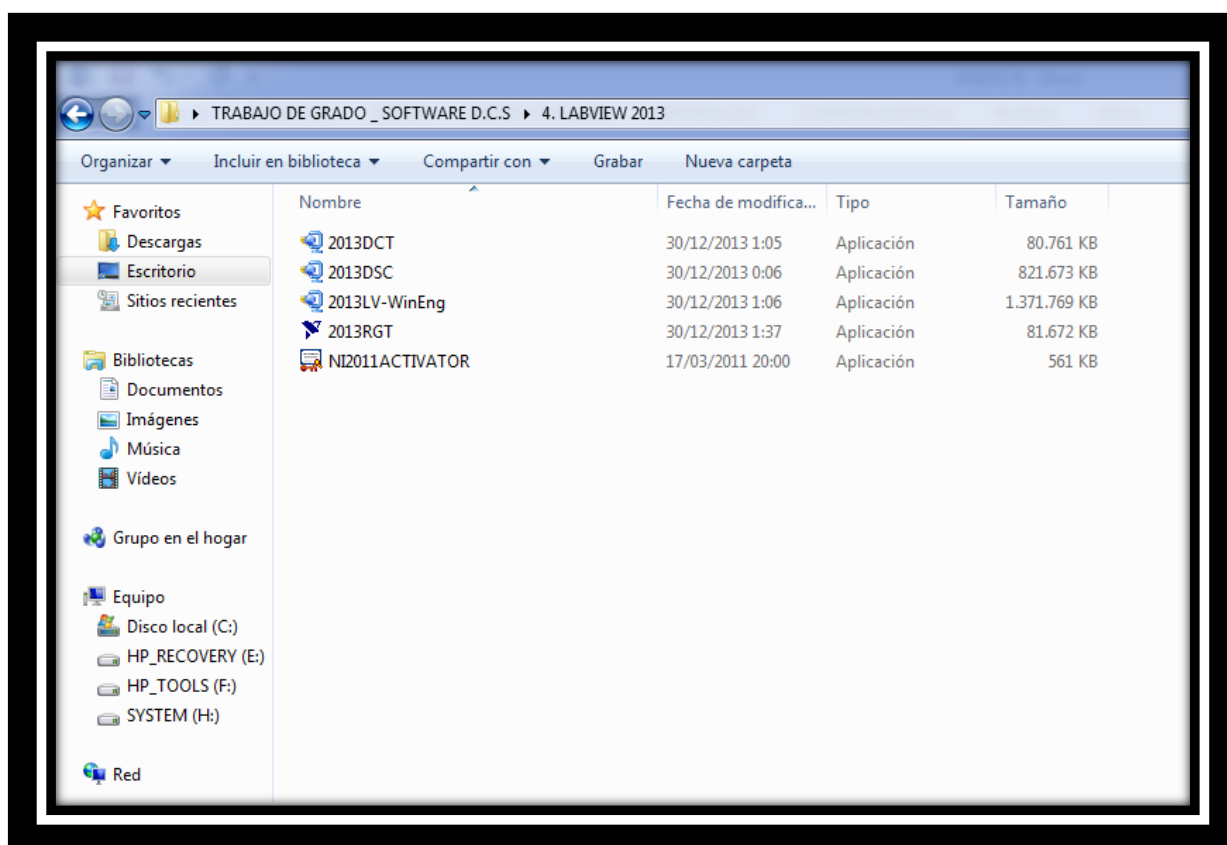 TRABAJO DE GRADO _ SOFTWARE D.C.S ▸ 4. LABVIEW 2013
Organizar Incluir en biblioteca Compartir con Grabar Nueva carpeta
Nombre Fecha de modifica... Tipo Tamaño
2013DCT 30/12/2013 1:05 Aplicación 80.761 KB
2013DSC 30/12/2013 0:06 Aplicación 821.673 KB
2013LV-WinEng 30/12/2013 1:06 Aplicación 1.371.769 KB
2013RGT 30/12/2013 1:37 Aplicación 81.672 KB
NI2011ACTIVATOR 17/03/2011 20:00 Aplicación 561 KB
Favoritos
Descargas
Escritorio
Sitios recientes
Bibliotecas
Documentos
Imágenes
Música
Vídeos
Grupo en el hogar
Equipo
Disco local (C:)
HP_RECOVERY (E:)
HP_TOOLS (F:)
SYSTEM (H:)
Red